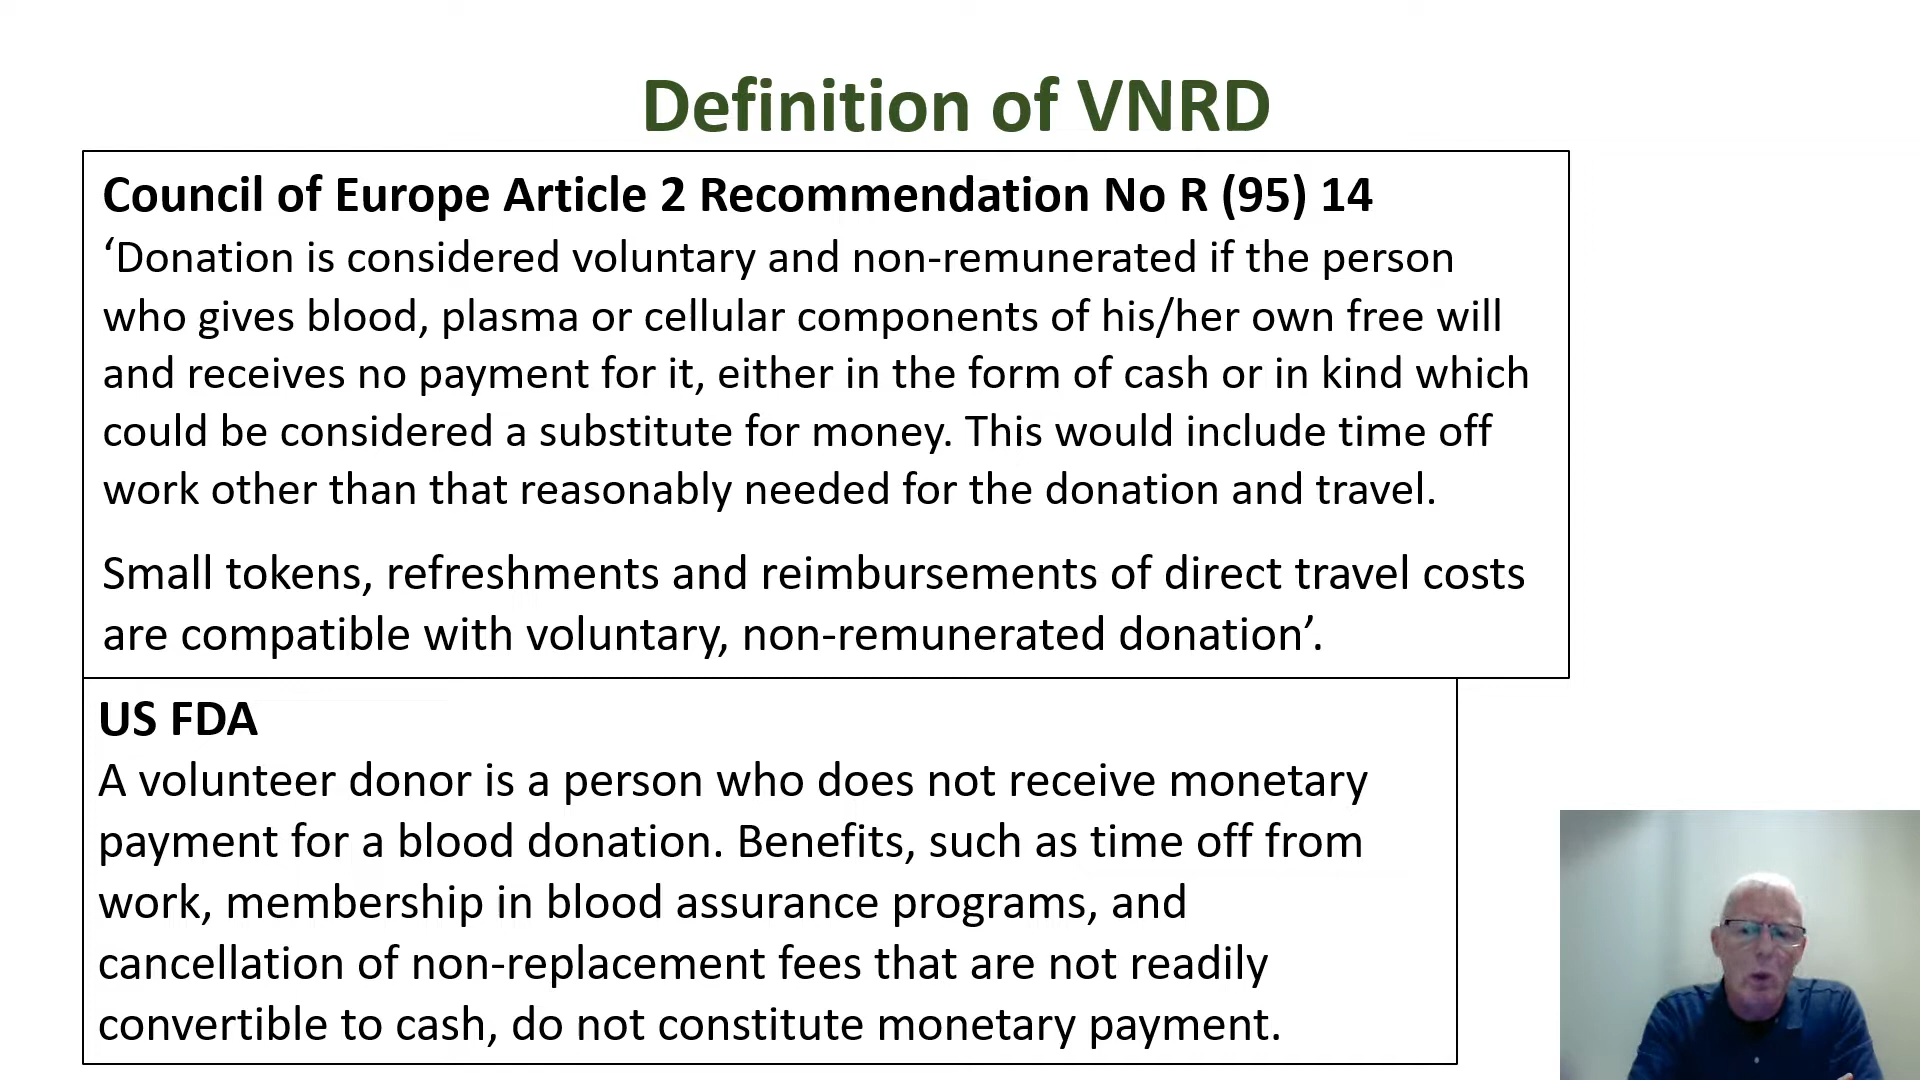 Definition of VNRD
Council of Europe Article 2 Recommendation No R (95) 14
‘Donation is considered voluntary and non-remunerated if the person
who gives blood, plasma or cellular components of his/her own free will
and receives no payment for it, either in the form of cash or in kind which
could be considered a substitute for money. This would include time off
work other than that reasonably needed for the donation and travel.
Small tokens, refreshments and reimbursements of direct travel costs
are compatible with voluntary, non-remunerated donation’.
US FDA
A volunteer donor is a person who does not receive monetary
payment for a blood donation. Benefits, such as time off from
work, membership in blood assurance programs, and
cancellation of non-replacement fees that are not readily
convertible to cash, do not constitute monetary payment.